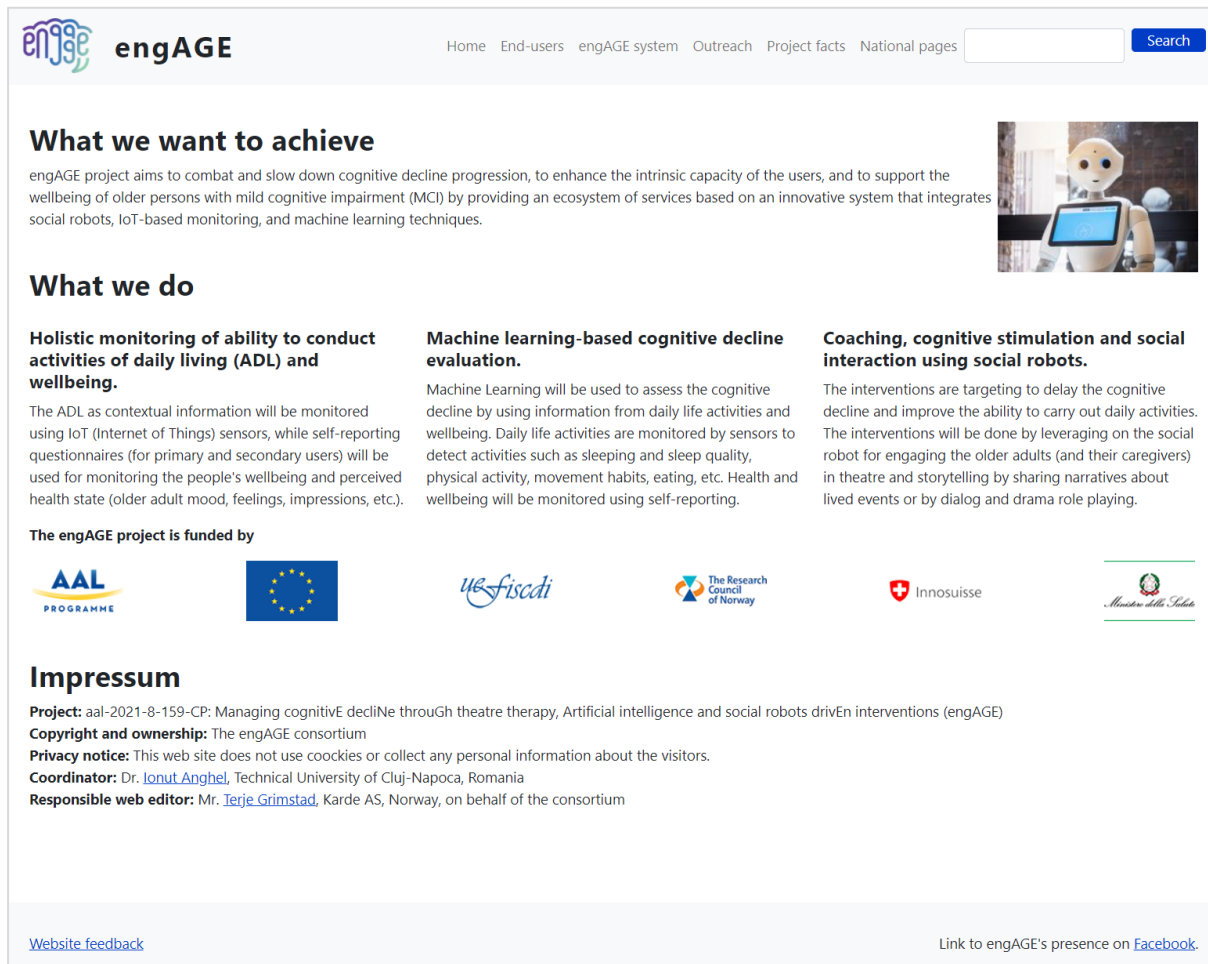 engAGE
engAGE
Home End-users engAGE system Outreach Project facts National pages Search
What we want to achieve
engAGE project aims to combat and slow down cognitive decline progression, to enhance the intrinsic capacity of the users, and to support the
wellbeing of older persons with mild cognitive impairment (MCI) by providing an ecosystem of services based on an innovative system that integrates
social robots, IoT-based monitoring, and machine learning techniques.
What we do
Holistic monitoring of ability to conduct
activities of daily living (ADL) and
wellbeing.
The ADL as contextual information will be monitored
using IoT (Internet of Things) sensors, while self-reporting
questionnaires (for primary and secondary users) will be
used for monitoring the people's wellbeing and perceived
health state (older adult mood, feelings, impressions, etc.).
Machine learning-based cognitive decline
evaluation.
Machine Learning will be used to assess the cognitive
decline by using information from daily life activities and
wellbeing. Daily life activities are monitored by sensors to
detect activities such as sleeping and sleep quality,
physical activity, movement habits, eating, etc. Health and
wellbeing will be monitored using self-reporting.
Coaching, cognitive stimulation and social
interaction using social robots.
The interventions are targeting to delay the cognitive
decline and improve the ability to carry out daily activities.
The interventions will be done by leveraging on the social
robot for engaging the older adults (and their caregivers)
in theatre and storytelling by sharing narratives about
lived events or by dialog and drama role playing.
The engAGE project is funded by
AAL
PROGRAMME
uefiscdi
The Research
Council
of Norway
Innosuisse
Ministero della Salute
Impressum
Project: aal-2021-8-159-CP: Managing cognitivE decliNe throuGh theatre therapy, Artificial intelligence and social robots drivEn interventions (engAGE)
Copyright and ownership: The engAGE consortium
Privacy notice: This web site does not use coockies or collect any personal information about the visitors.
Coordinator: Dr. Ionut Anghel, Technical University of Cluj-Napoca, Romania
Responsible web editor: Mr. Terje Grimstad, Karde AS, Norway, on behalf of the consortium
Website feedback
Link to engAGE's presence on Facebook.